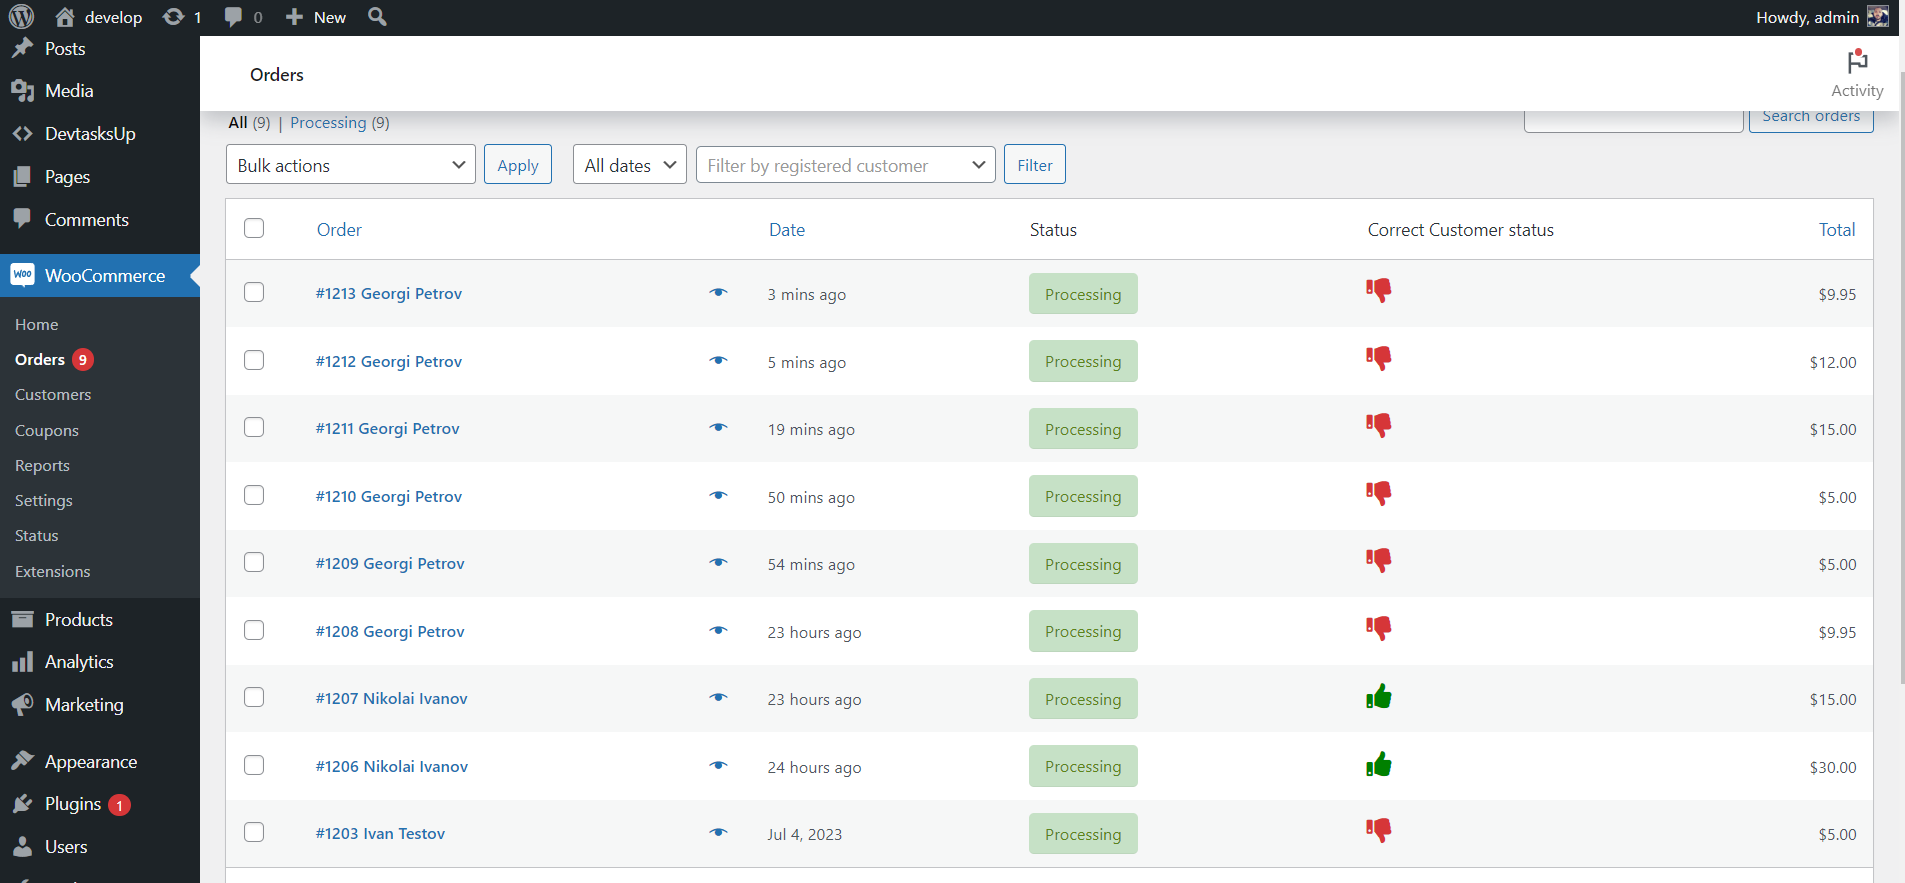 develop 1 0 New Howdy, admin
Posts
Media
DevtasksUp
Pages
Comments
WooCommerce
Woo
Home
Orders 9
Customers
Coupons
Reports
Settings
Status
Extensions
Products
Analytics
Marketing
Appearance
Plugins 1
Users
Orders
Activity
All (9) | Processing (9)
Search orders
Bulk actions Apply All dates Filter by registered customer Filter
Order Date Status Correct Customer status Total
#1213 Georgi Petrov 3 mins ago Processing $9.95
#1212 Georgi Petrov 5 mins ago Processing $12.00
#1211 Georgi Petrov 19 mins ago Processing $15.00
#1210 Georgi Petrov 50 mins ago Processing $5.00
#1209 Georgi Petrov 54 mins ago Processing $5.00
#1208 Georgi Petrov 23 hours ago Processing $9.95
#1207 Nikolai Ivanov 23 hours ago Processing $15.00
#1206 Nikolai Ivanov 24 hours ago Processing $30.00
#1203 Ivan Testov Jul 4, 2023 Processing $5.00